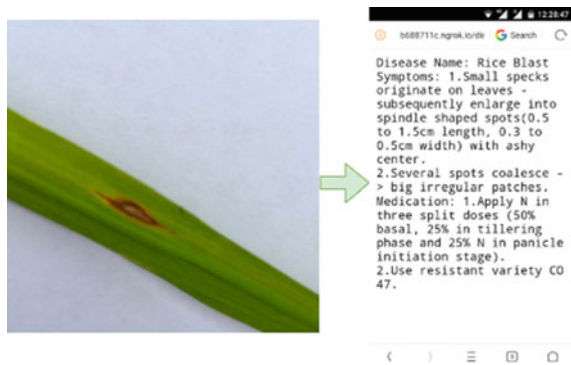 12:28:47
b688711c.ngrok.io/die
Search
Disease Name: Rice Blast
Symptoms: 1.Small specks
originate on leaves -
subsequently enlarge into
spindle shaped spots(0.5
to 1.5cm length, 0.3 to
0.5cm width) with ashy
center.
2.Several spots coalesce -
> big irregular patches.
Medication: 1.Apply N in
three split doses (50%
basal, 25% in tillering
phase and 25% N in panicle
initiation stage).
2.Use resistant variety CO
47.